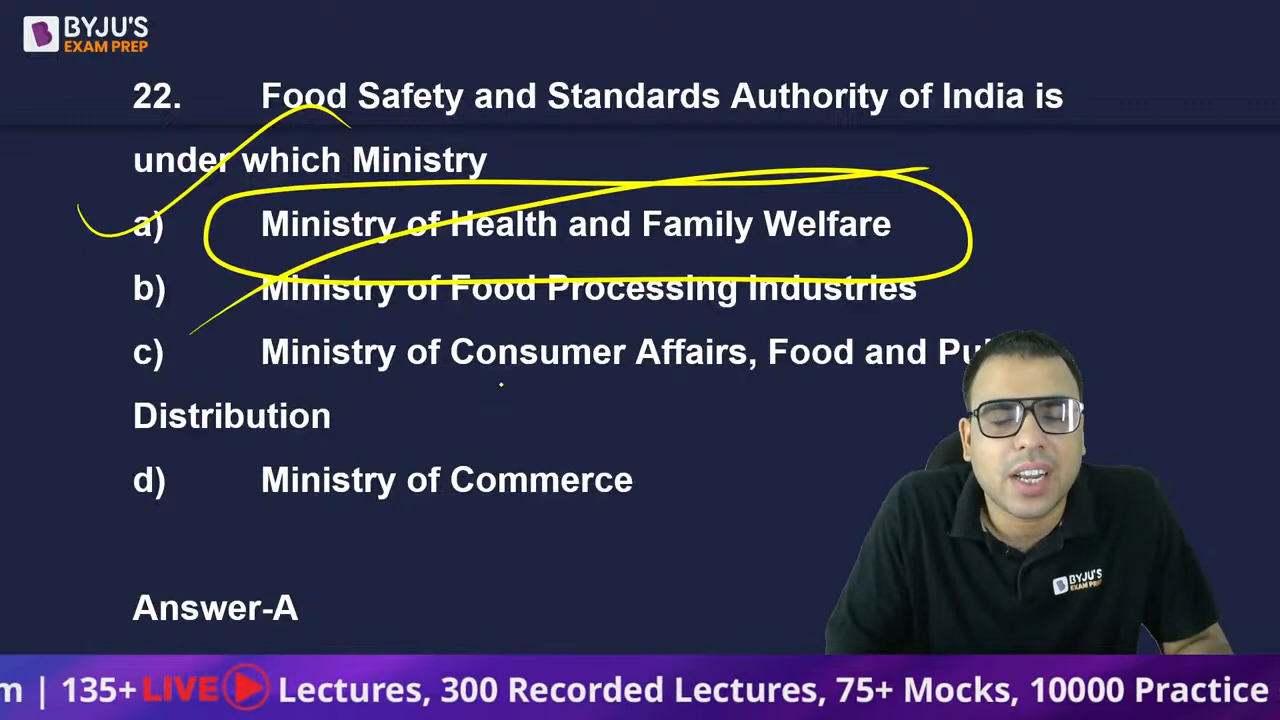 BYJU'S
EXAM PREP
22. Food Safety and Standards Authority of India is
under which Ministry
a) Ministry of Health and Family Welfare
b) Ministry of Food Processing Industries
c) Ministry of Consumer Affairs, Food and
Distribution
d) Ministry of Commerce
Answer-A
BYJU'S
EXAM PREP
m | 135+ LIVE Lectures, 300 Recorded Lectures, 75+ Mocks, 10000 Practice